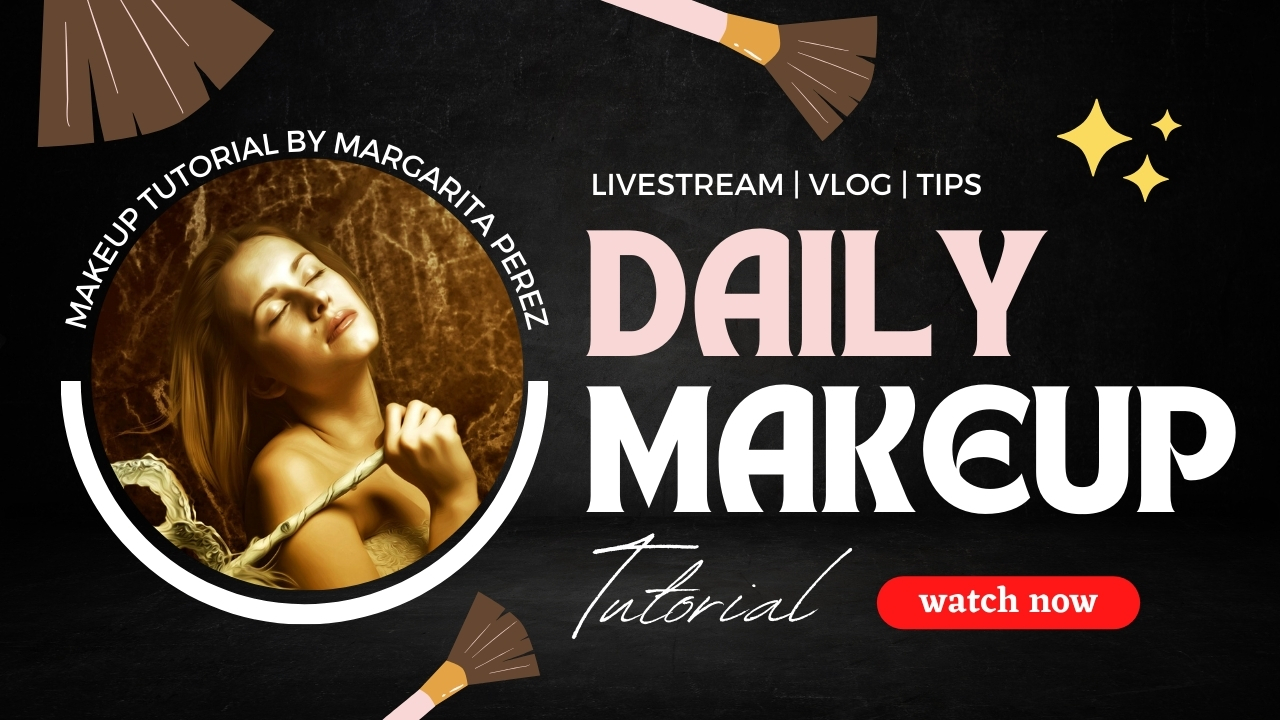 MAKEUP TUTORIAL BY MARGARITA PEREZ
LIVESTREAM | VLOG | TIPS
DAILY
MAKEUP
Tutorial
watch now